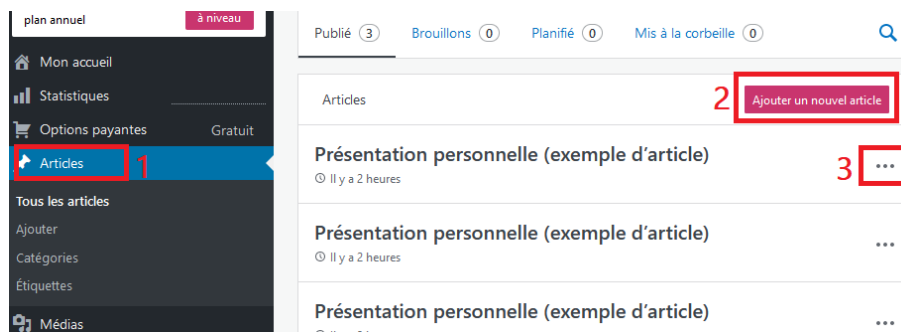 plan annuel
à niveau
Mon accueil
Statistiques
Options payantes Gratuit
Articles 1
Tous les articles
Ajouter
Catégories
Étiquettes
Médias
Publié 3 Brouillons 0 Planifié 0 Mis à la corbeille 0
Articles 2 Ajouter un nouvel article
Présentation personnelle (exemple d'article)
Il y a 2 heures
3
Présentation personnelle (exemple d'article)
Il y a 2 heures
Présentation personnelle (exemple d'article)